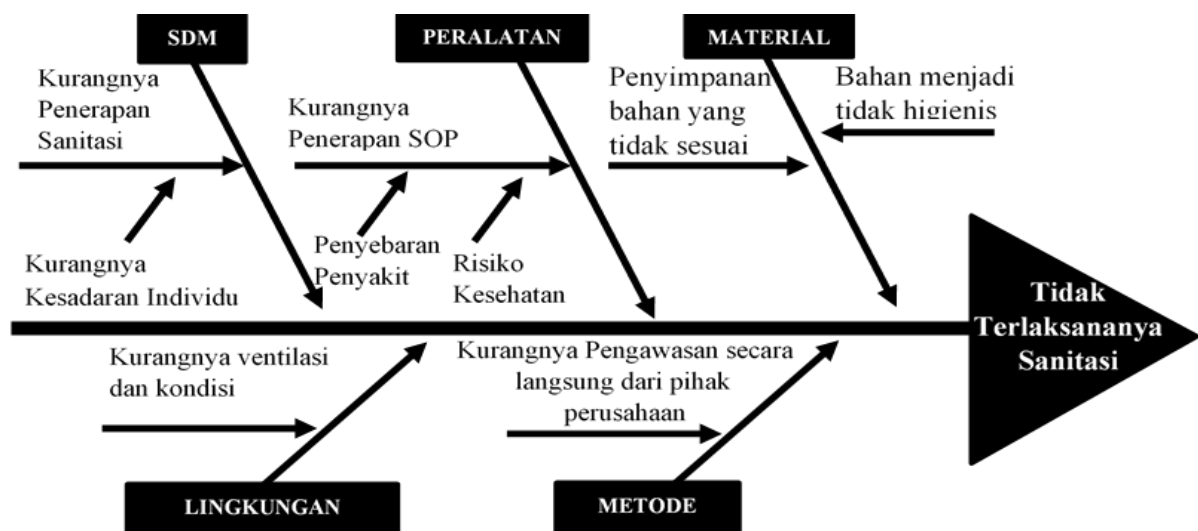 SDM
PERALATAN
MATERIAL
Kurangnya
Penerapan
Sanitasi
Kurangnya
Kesadaran Individu
Kurangnya
Penerapan SOP
Penyebaran
Penyakit
Risiko
Kesehatan
Penyimpanan
bahan yang
tidak sesuai
Bahan menjadi
tidak higienis
Tidak
Terlaksananya
Sanitasi
Kurangnya ventilasi
dan kondisi
Kurangnya Pengawasan secara
langsung dari pihak
perusahaan
LINGKUNGAN
METODE